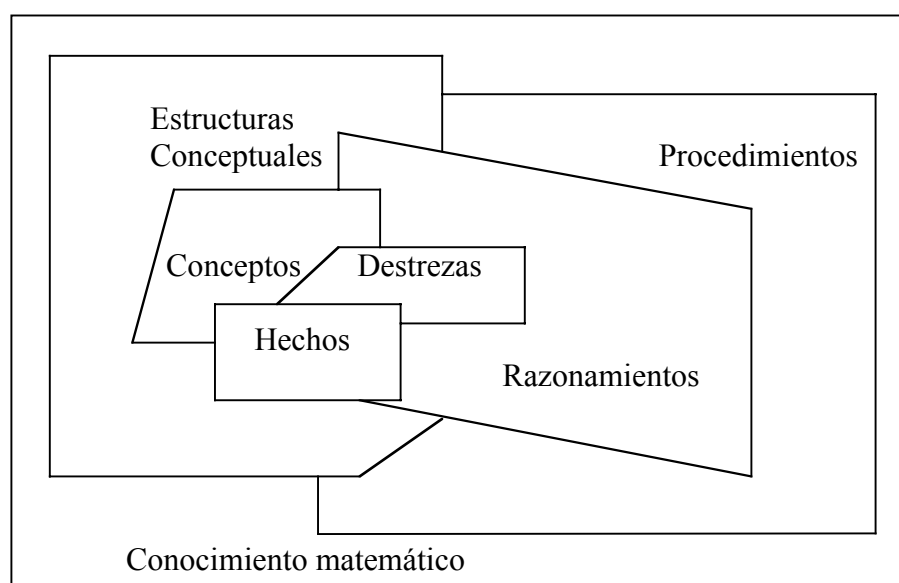 Estructuras
Conceptuales
Procedimientos
Conceptos
Destrezas
Hechos
Razonamientos
Conocimiento matemático